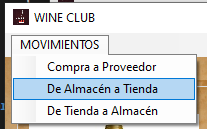 WINE CLUB
MOVIMIENTOS
Compra a Proveedor
De Almacén a Tienda
De Tienda a Almacén